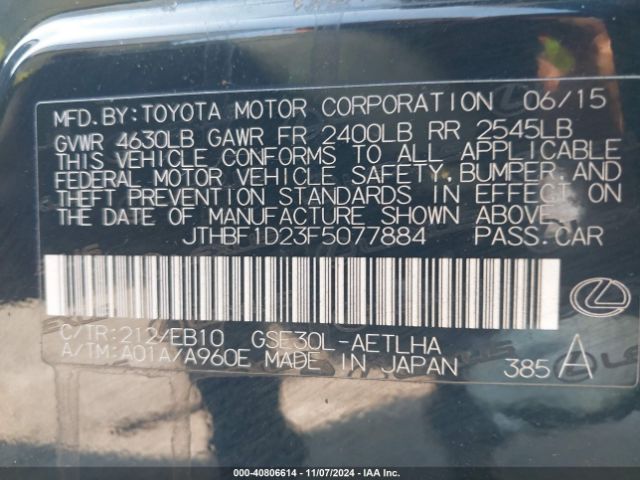 MFD.BY:TOYOTA MOTOR CORPORATION 06/15
GVWR 4630LB GAWR FR 2400LB RR 2545LB
THIS VEHICLE CONFORMS TO ALL APPLICABLE
FEDERAL MOTOR VEHICLE SAFETY,BUMPER,AND
THEFT PREVENTION STANDARDS IN EFFECT ON
THE DATE OF MANUFACTURE SHOWN ABOVE.
JTHBF1D23F5077884 PASS.CAR
C/TR:212/EB10 GSE30L-AETLHA
A/TM:A01A/A960E MADE IN JAPAN 385 A
000-40806614 - 11/07/2024 - IAA Inc.